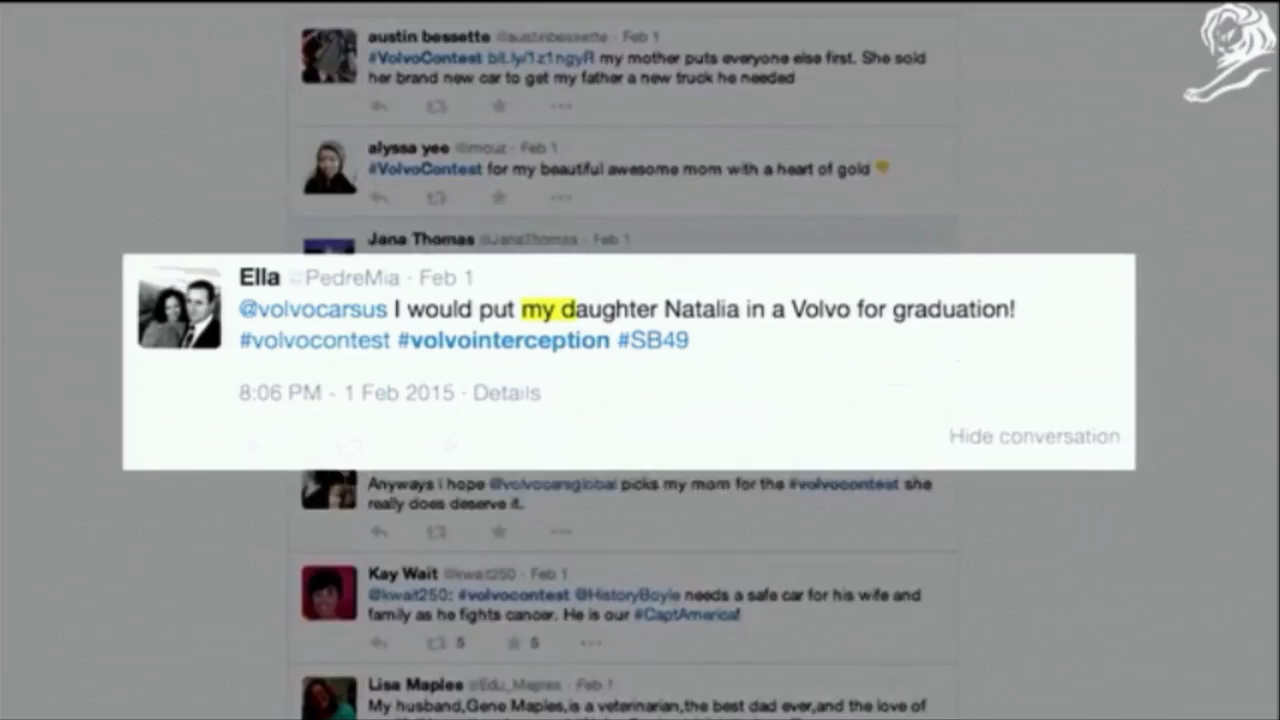 austin bessette @austinbessette · Feb 1
#VolvoContest bit.ly/1z1ngyR my mother puts everyone else first. She sold
her brand new car to get my father a new truck he needed
alyssa yee @imouz · Feb 1
#VolvoContest for my beautiful awesome mom with a heart of gold
Jana Thomas @JanaThomas · Feb 1
Ella @PedreMia · Feb 1
@volvocarsus I would put my daughter Natalia in a Volvo for graduation!
#volvocontest #volvointerception #SB49
8:06 PM - 1 Feb 2015 · Details
Hide conversation
Anyways i hope @volvocarsglobal picks my mom for the #volvocontest she
really does deserve it.
Kay Wait @kwait250 · Feb 1
@kwait250: #volvocontest @HistoryBoyle needs a safe car for his wife and
family as he fights cancer. He is our #CaptAmerica!
5 5
Lisa Maples @Edu_Maples · Feb 1
My husband,Gene Maples,is a veterinarian,the best dad ever,and the love of